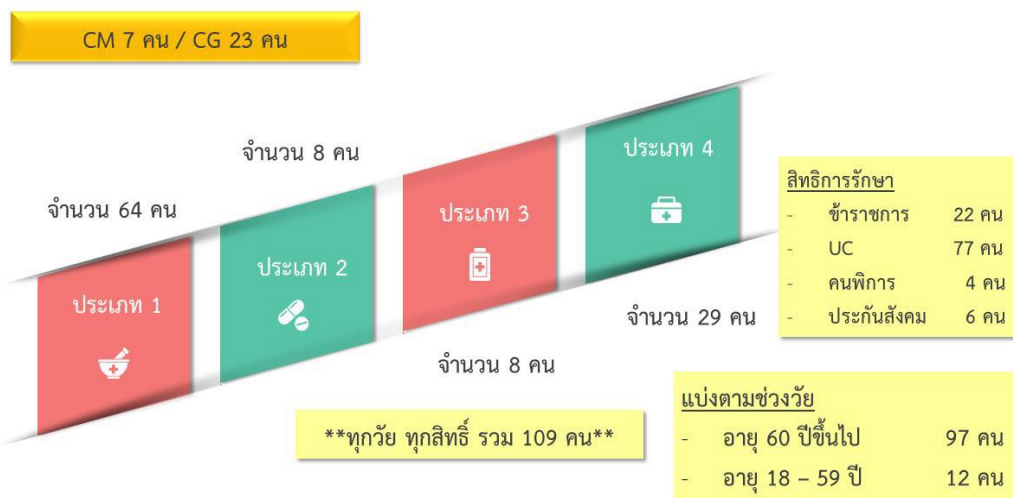 CM 7 คน / CG 23 คน
จำนวน 64 คน
จำนวน 8 คน
ประเภท 1
ประเภท 2
ประเภท 3
ประเภท 4
จำนวน 8 คน
จำนวน 29 คน
สิทธิการรักษา
- ข้าราชการ 22 คน
- UC 77 คน
- คนพิการ 4 คน
- ประกันสังคม 6 คน
**ทุกวัย ทุกสิทธิ์ รวม 109 คน**
แบ่งตามช่วงวัย
- อายุ 60 ปีขึ้นไป 97 คน
- อายุ 18 – 59 ปี 12 คน